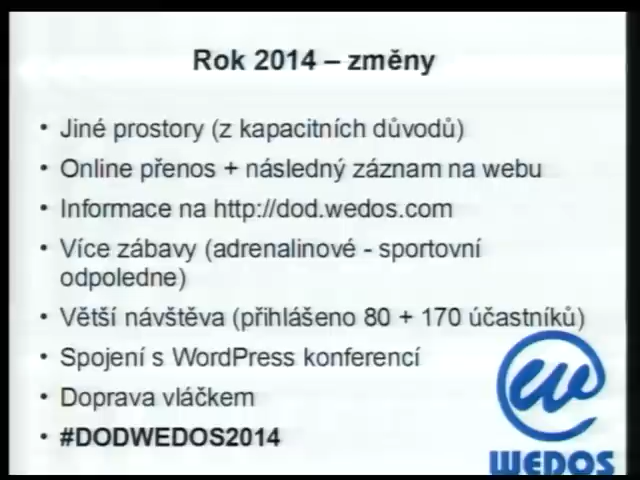 Rok 2014 – změny
• Jiné prostory (z kapacitních důvodů)
• Online přenos + následný záznam na webu
• Informace na http://dod.wedos.com
• Více zábavy (adrenalinové - sportovní
odpoledne)
• Větší návštěva (přihlášeno 80 + 170 účastníků)
• Spojení s WordPress konferencí
• Doprava vláčkem
• #DODWEDOS2014
WEDOS